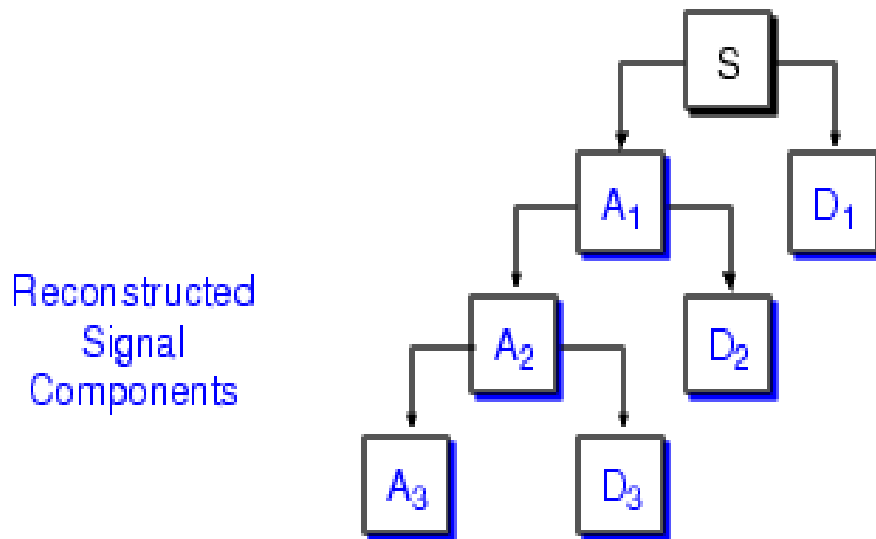 S
A₁
D₁
Reconstructed
Signal
Components
A₂
D₂
A₃
D₃